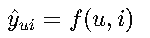 ŷ_{ui} = f(u, i)